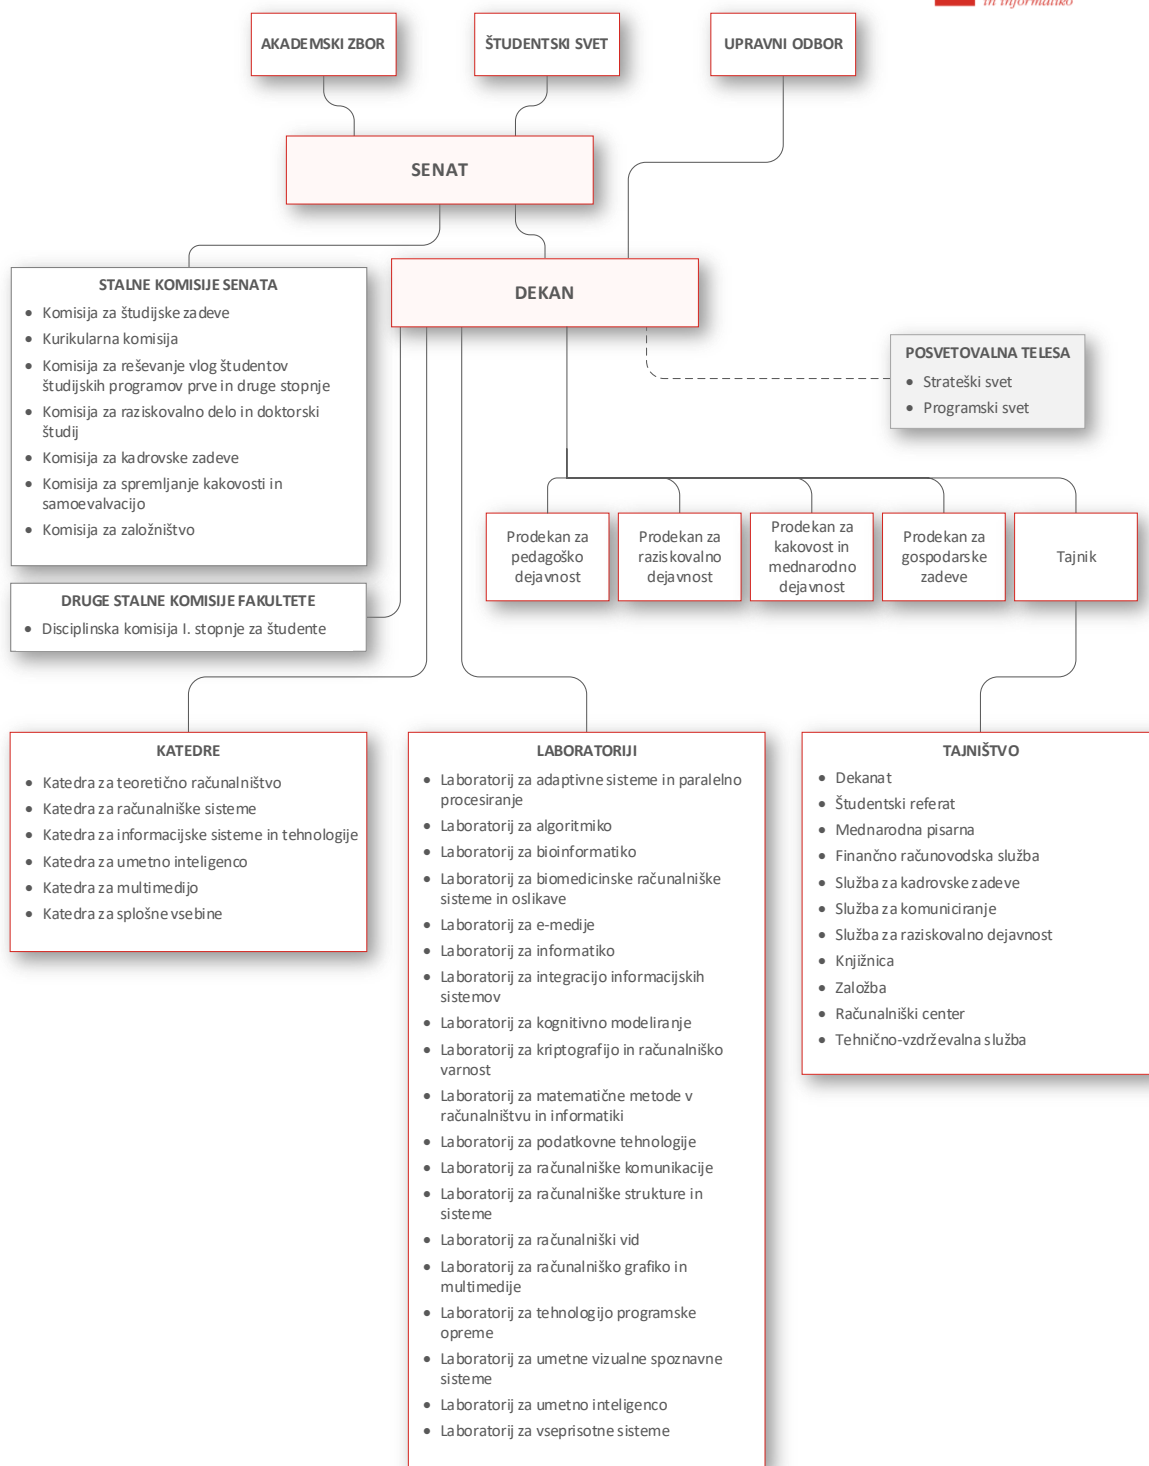 in informatiko
AKADEMSKI ZBOR
ŠTUDENTSKI SVET
UPRAVNI ODBOR
SENAT
DEKAN
STALNE KOMISIJE SENATA
• Komisija za študijske zadeve
• Kurikularna komisija
• Komisija za reševanje vlog študentov
študijskih programov prve in druge stopnje
• Komisija za raziskovalno delo in doktorski
študij
• Komisija za kadrovske zadeve
• Komisija za spremljanje kakovosti in
samoevalvacijo
• Komisija za založništvo
POSVETOVALNA TELESA
• Strateški svet
• Programski svet
Prodekan za
pedagoško
dejavnost
Prodekan za
raziskovalno
dejavnost
Prodekan za
kakovost in
mednarodno
dejavnost
Prodekan za
gospodarske
zadeve
Tajnik
DRUGE STALNE KOMISIJE FAKULTETE
• Disciplinska komisija I. stopnje za študente
KATEDRE
• Katedra za teoretično računalništvo
• Katedra za računalniške sisteme
• Katedra za informacijske sisteme in tehnologije
• Katedra za umetno inteligenco
• Katedra za multimedijo
• Katedra za splošne vsebine
LABORATORIJI
• Laboratorij za adaptivne sisteme in paralelno
procesiranje
• Laboratorij za algoritmiko
• Laboratorij za bioinformatiko
• Laboratorij za biomedicinske računalniške
sisteme in oslikave
• Laboratorij za e-medije
• Laboratorij za informatiko
• Laboratorij za integracijo informacijskih
sistemov
• Laboratorij za kognitivno modeliranje
• Laboratorij za kriptografijo in računalniško
varnost
• Laboratorij za matematične metode v
računalništvu in informatiki
• Laboratorij za podatkovne tehnologije
• Laboratorij za računalniške komunikacije
• Laboratorij za računalniške strukture in
sisteme
• Laboratorij za računalniški vid
• Laboratorij za računalniško grafiko in
multimedije
• Laboratorij za tehnologijo programske
opreme
• Laboratorij za umetne vizualne spoznavne
sisteme
• Laboratorij za umetno inteligenco
• Laboratorij za vseprisotne sisteme
TAJNIŠTVO
• Dekanat
• Študentski referat
• Mednarodna pisarna
• Finančno računovodska služba
• Služba za kadrovske zadeve
• Služba za komuniciranje
• Služba za raziskovalno dejavnost
• Knjižnica
• Založba
• Računalniški center
• Tehnično-vzdrževalna služba